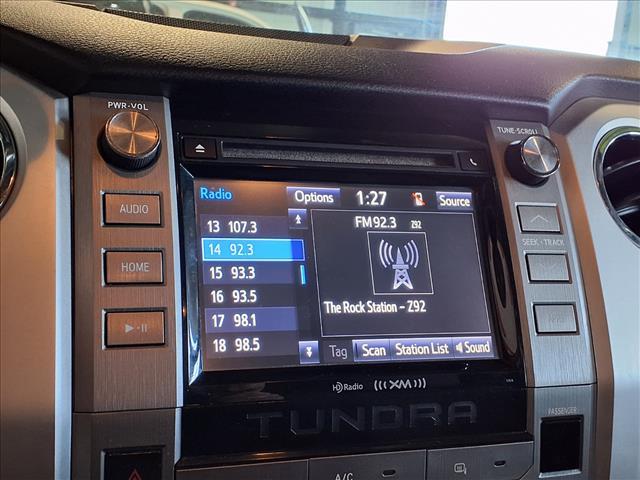 PWR•VOL
TUNE•SCROLL
Radio
Options
1:27
Source
AUDIO
13 107.3
FM 92.3 Z92
14 92.3
SEEK • TRACK
HOME
15 93.3
16 93.5
The Rock Station - Z92
17 98.1
18 98.5
Tag
Scan
Station List
Sound
HD Radio
((((XM))))
TUNDRA
PASSENGER
A/C